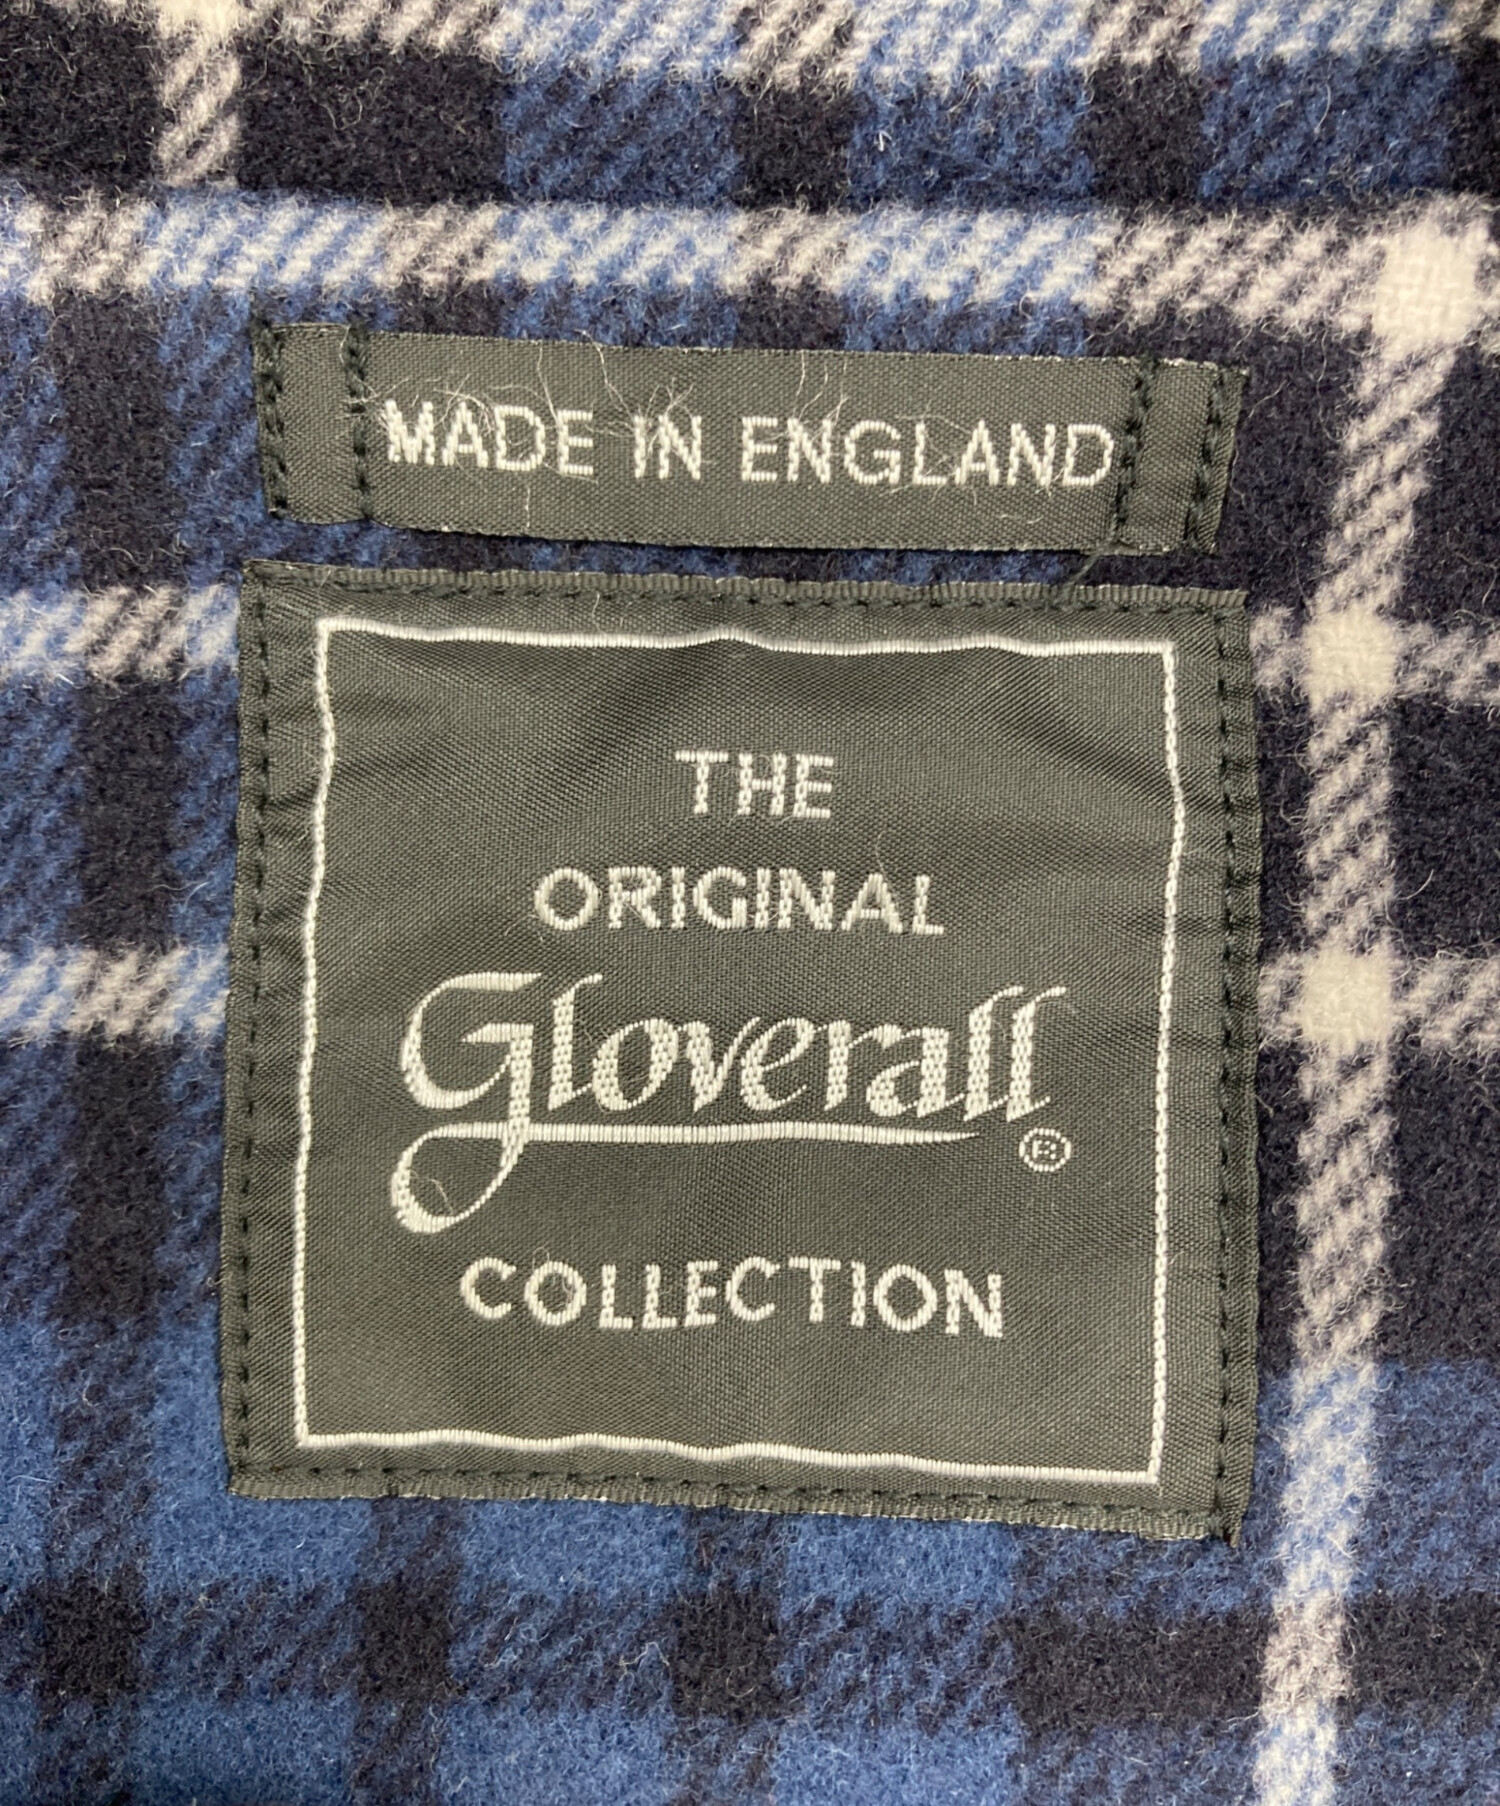 MADE IN ENGLAND
THE
ORIGINAL
Gloverall®
COLLECTION